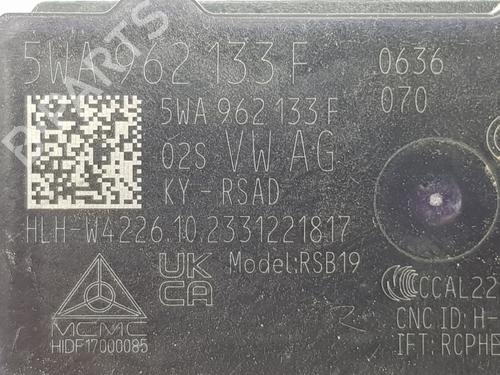 5WA 962 133 F
0636
070
5WA 962 133 F
02S VW AG
KY - RSAD
HLH-W4226.10.2331221817
UK
CA
Model:RSB19
MCMC
HIDF17000085
CCAL22
CNC ID: H-
IFT: RCPHE